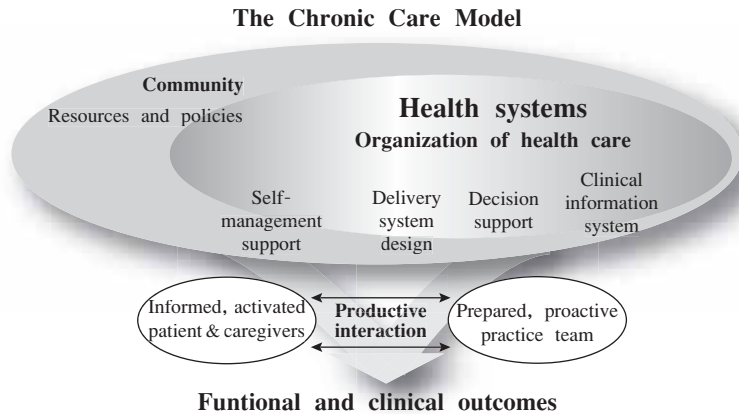 The Chronic Care Model
Community
Resources and policies
Health systems
Organization of health care
Self-
management
support
Delivery
system
design
Decision
support
Clinical
information
system
Informed, activated
patient & caregivers
Productive
interaction
Prepared, proactive
practice team
Funtional and clinical outcomes